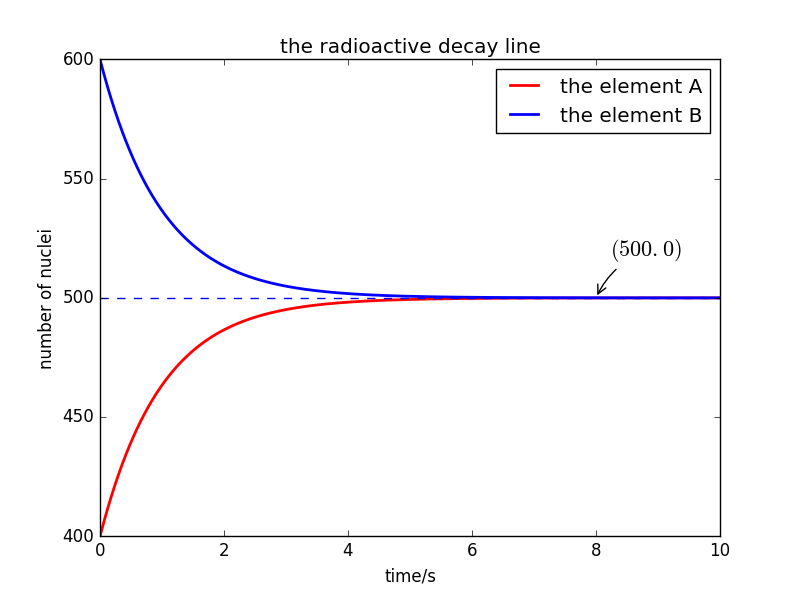 the radioactive decay line
600
the element A
the element B
550
(500.0)
500
number of nuclei
450
400
0 2 4 6 8 10
time/s